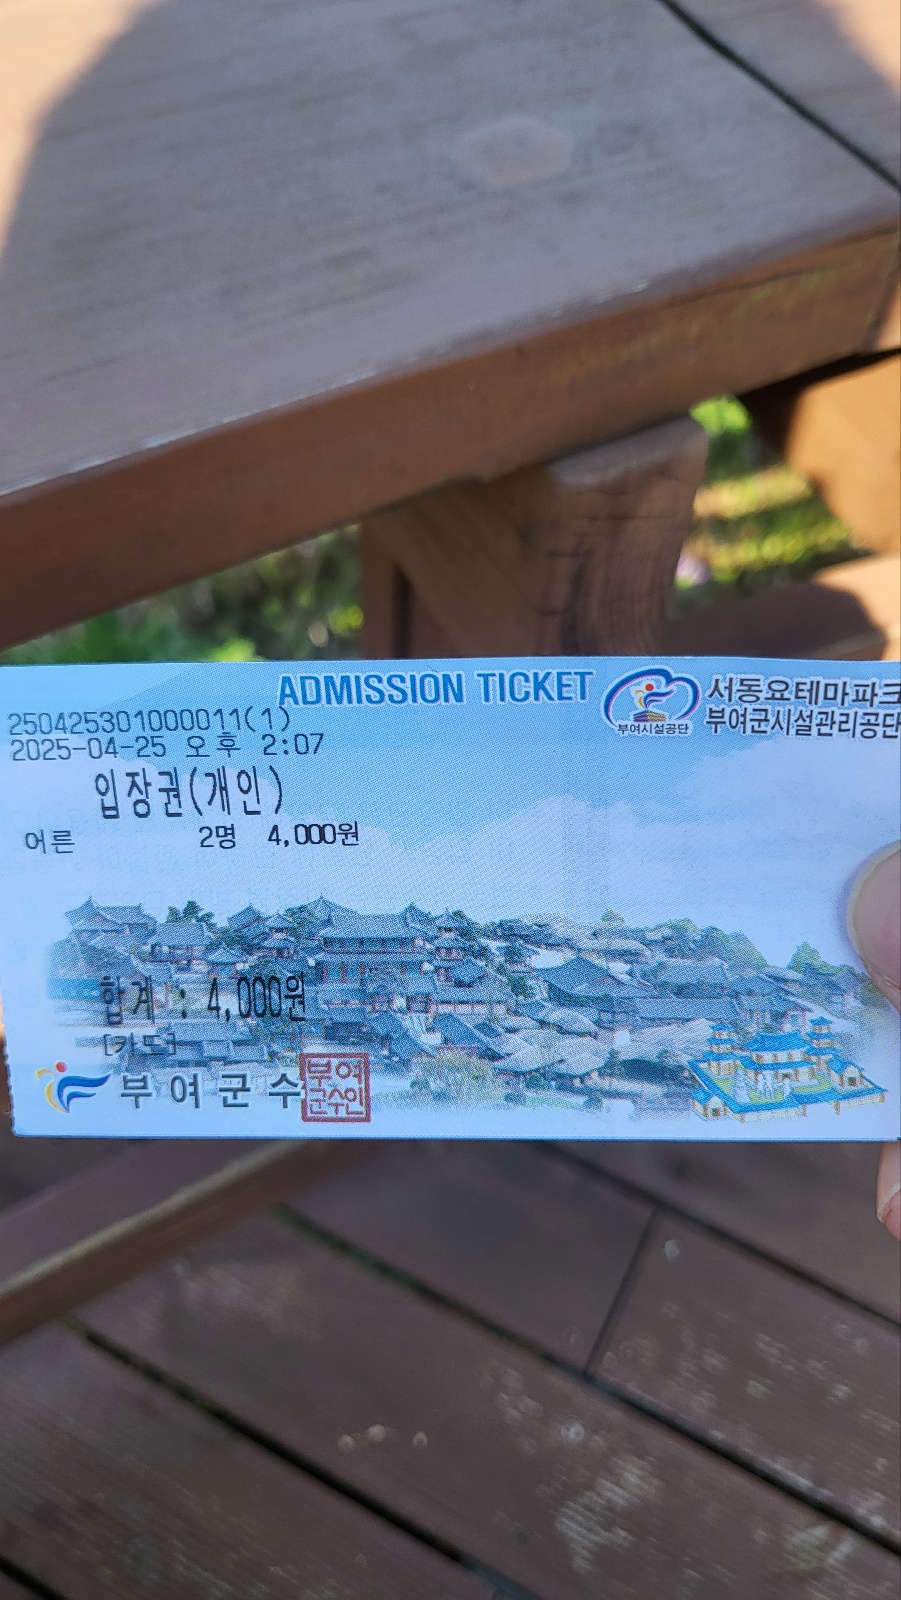 ADMISSION TICKET
부여시설공단
서동요테마파크
부여군시설관리공단
250425301000011(1)
2025-04-25 오후 2:07
입장권(개인)
어른 2명 4,000원
합계 : 4,000원
[카드]
부여군수
부여
군수인